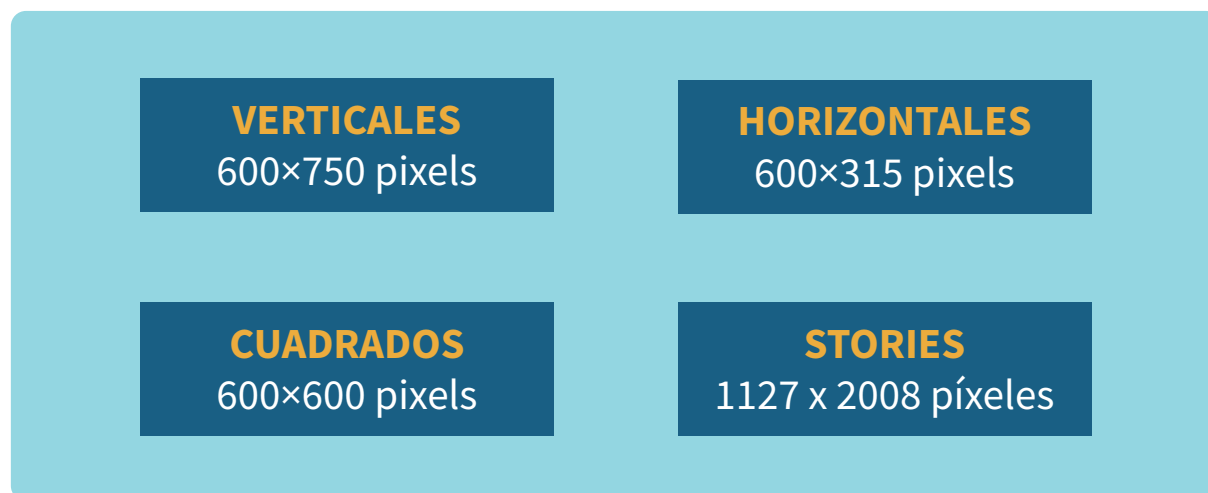 VERTICALES
600×750 pixels
HORIZONTALES
600×315 pixels
CUADRADOS
600×600 pixels
STORIES
1127 x 2008 píxeles